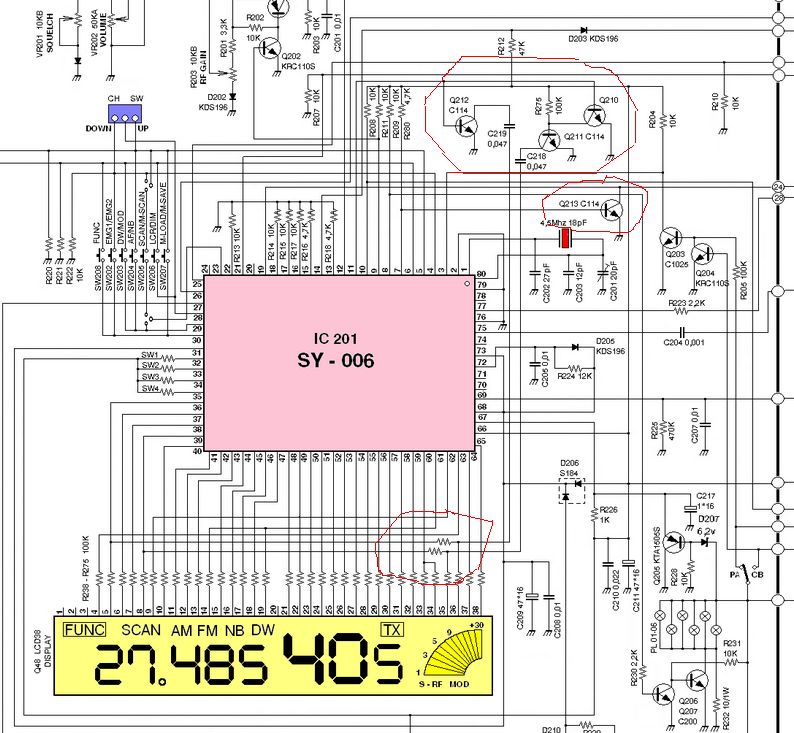 VR201 10KB
SQUELCH
VR202 50KA
VOLUME
R201 3,3K
R203 10KB
RF GAIN
R202
10K
Q202
KRC110S
R203 10K
C201 0,01
D202
KDS196
R207 10K
CH SW
DOWN UP
D203 KDS196
R212
47K
R208 10K
R211 10K
R209 10K
R280 4,7K
Q212
C114
C219
0,047
C218
0,047
R275
100K
Q210
Q211 C114
R204
10K
R210
10K
Q213 C114
4,5Mhz 18pF
24
28
C202 27pF
C203 12pF
C201 20pF
Q203
C1025
Q204
KRC110S
R205 100K
R223 2,2K
C204 0,001
R220
R221
R222
10K
SW208 FUNC
SW202 EMG1/EMG2
SW203 DW/MOD
SW204 AF/NB
SW205 SCAN/M-SCAN
SW206 LCR/DIM
SW207 M-LOAD/M-SAVE
R213 10K
R214 10K
R217 10K
R216 10K
R215 4,7K
R218 4,7K
24 23 22 21 20 19 18 17 16 15 14 13 12 11 10 9 8 7 6 5 4 3 2 1
25
26
27
28
29
30
31
32
33
34
35
36
37
38
39
40
80
79
78
77
76
75
74
73
72
71
70
69
68
67
66
65
IC 201
SY - 006
SW1
SW2
SW3
SW4
41 42 43 44 45 46 47 48 49 50 51 52 53 54 55 56 57 58 59 60 61 62 63 64
D205
KDS196
C205 0,01
R224 12K
R225
470K
C207 0,01
D206
S184
R226
1K
C217
1*16
D207
6,2v
Q205 KTA1505S
R228
10K
PA CB
C209 47*16
C208 0,01
C210 0,022
C211 47*16
R238 - R275 100K
1 2 3 4 5 6 7 8 9 10 11 12 13 14 15 16 17 18 19 20 21 22 23 24 25 26 27 28 29 30 31 32 33 34 35 36 37 38
Q48 LCD38
DISPLAY
FUNC SCAN AM FM NB DW TX
27.485 40S
1 3 5 9 +30
S - RF MOD
PL 01-06
R230 2,2K
R231
10K
Q206
Q207
C200
R232 10/1W
D210
R229